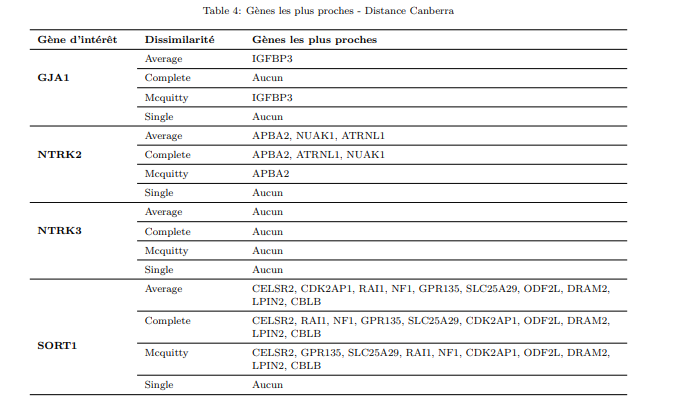 Table 4: Gènes les plus proches - Distance Canberra
Gène d'intérêt Dissimilarité Gènes les plus proches
GJA1
Average IGFBP3
Complete Aucun
Mcquitty IGFBP3
Single Aucun
NTRK2
Average APBA2, NUAK1, ATRNL1
Complete APBA2, ATRNL1, NUAK1
Mcquitty APBA2
Single Aucun
NTRK3
Average Aucun
Complete Aucun
Mcquitty Aucun
Single Aucun
SORT1
Average CELSR2, CDK2AP1, RAI1, NF1, GPR135, SLC25A29, ODF2L, DRAM2,
LPIN2, CBLB
Complete CELSR2, RAI1, NF1, GPR135, SLC25A29, CDK2AP1, ODF2L, DRAM2,
LPIN2, CBLB
Mcquitty CELSR2, GPR135, SLC25A29, RAI1, NF1, CDK2AP1, ODF2L, DRAM2,
LPIN2, CBLB
Single Aucun